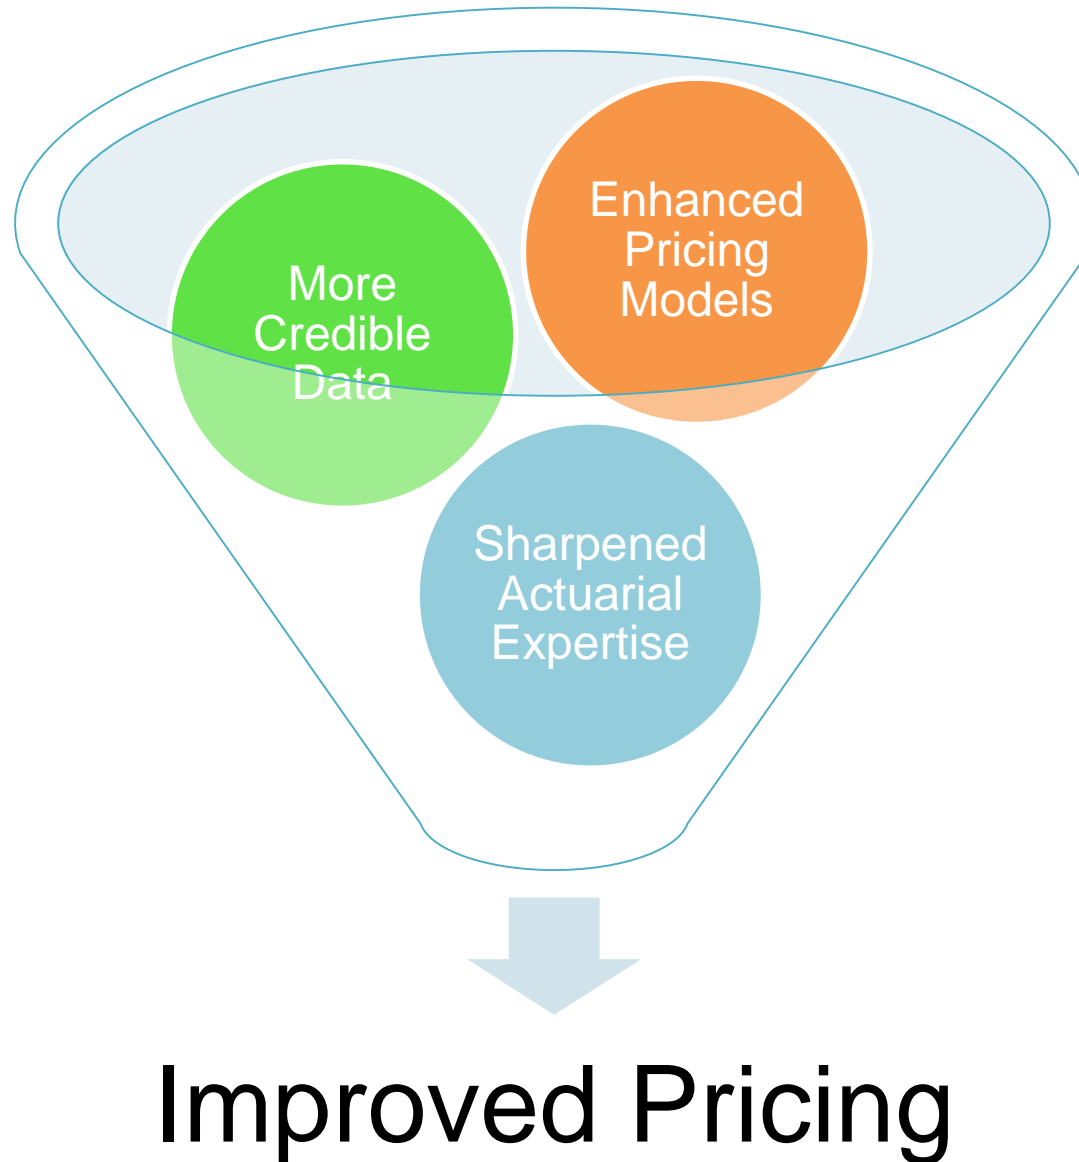 Enhanced
Pricing
Models
More
Credible
Data
Sharpened
Actuarial
Expertise
Improved Pricing